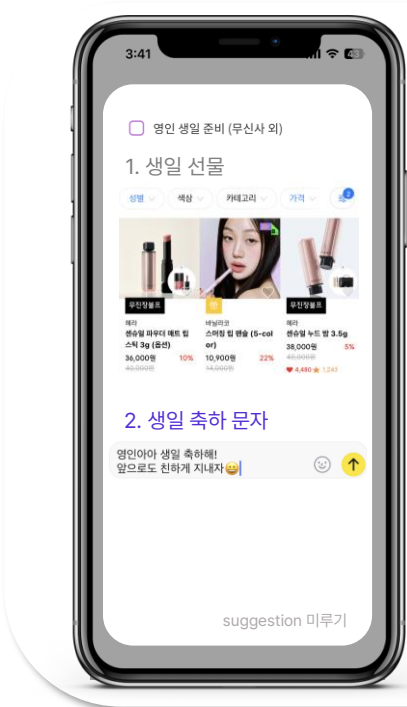 3:41
43
영인 생일 준비 (무신사 외)
1. 생일 선물
성별 색상 카테고리 가격
2
무진장블프
무진장블프
헤라
센슈얼 파우더 매트 립
스틱 3g (옵션)
36,000원 10%
40,000원
바닐라코
스머징 립 펜슬 (5-col
or)
10,900원 22%
14,000원
헤라
센슈얼 누드 밤 3.5g
38,000원 5%
40,000원
4,480 1,243
2. 생일 축하 문자
영인아아 생일 축하해!
앞으로도 친하게 지내자😄
suggestion 미루기